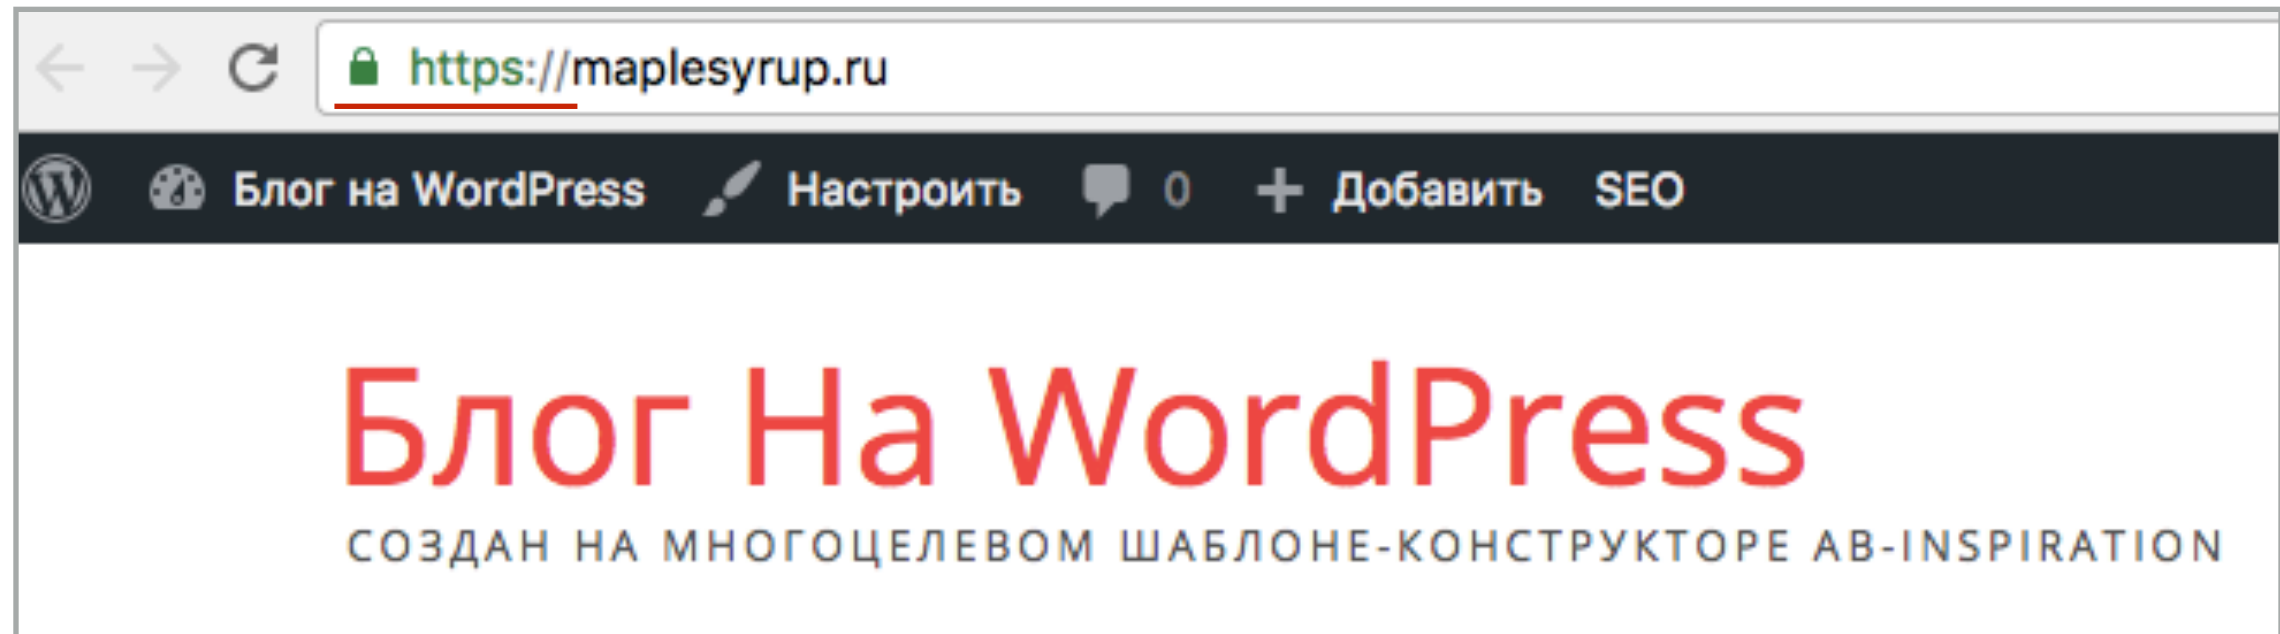 https://maplesyrup.ru
Блог на WordPress Настроить 0 Добавить SEO
Блог На WordPress
СОЗДАН НА МНОГОЦЕЛЕВОМ ШАБЛОНЕ-КОНСТРУКТОРЕ AB-INSPIRATION